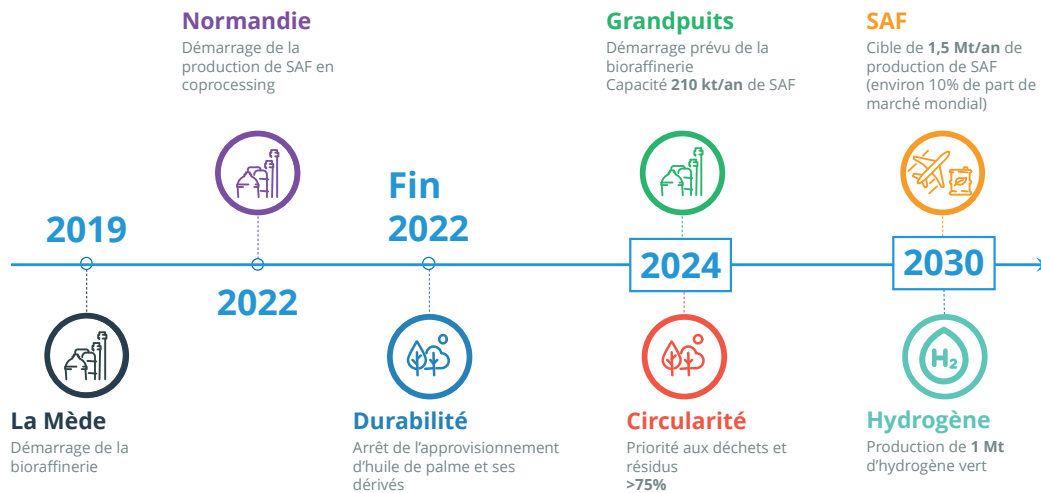 Normandie
Démarrage de la
production de SAF en
coprocessing
Grandpuits
Démarrage prévu de la
bioraffinerie
Capacité 210 kt/an de SAF
SAF
Cible de 1,5 Mt/an de
production de SAF
(environ 10% de part de
marché mondial)
2019
2022
Fin
2022
2024
2030
H₂
La Mède
Démarrage de la
bioraffinerie
Durabilité
Arrêt de l’approvisionnement
d’huile de palme et ses
dérivés
Circularité
Priorité aux déchets et
résidus
>75%
Hydrogène
Production de 1 Mt
d’hydrogène vert